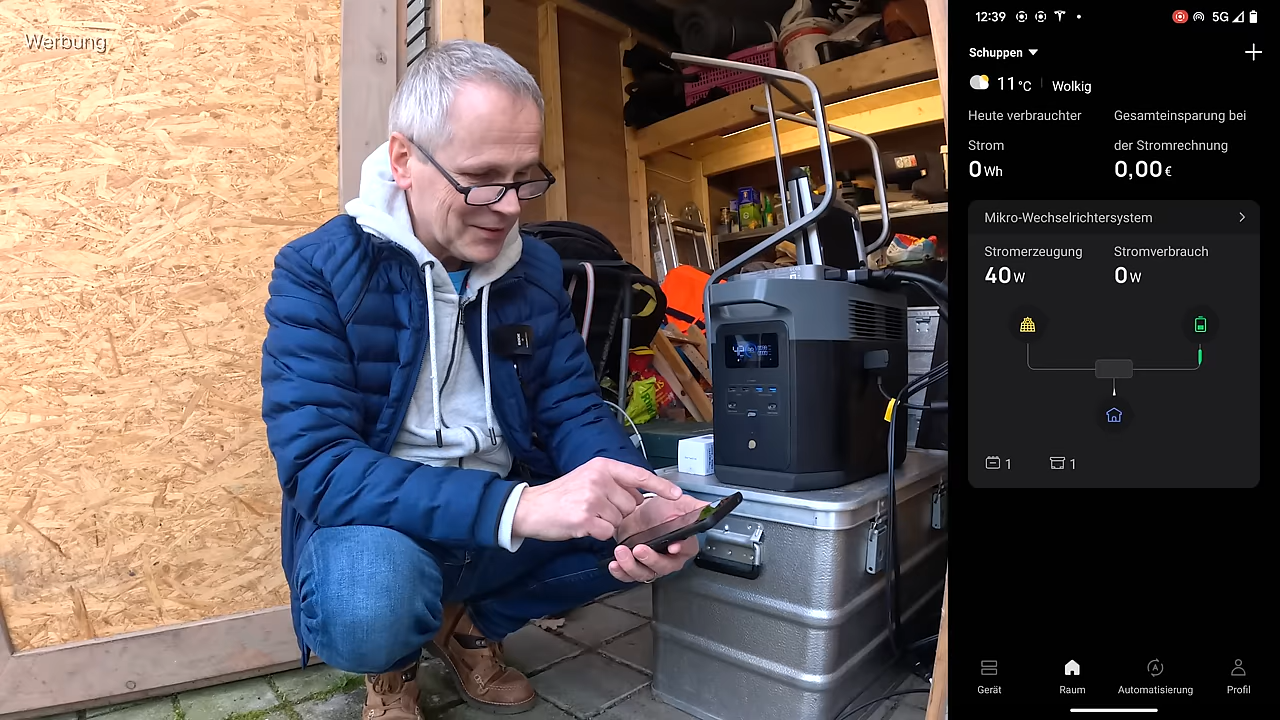 Werbung
12:39
5G
Schuppen
11°C
Wolkig
Heute verbrauchter
Strom
0 Wh
Gesamteinsparung bei
der Stromrechnung
0,00 €
Mikro-Wechselrichtersystem
Stromerzeugung
40 W
Stromverbrauch
0 W
1
1
Gerät
Raum
Automatisierung
Profil